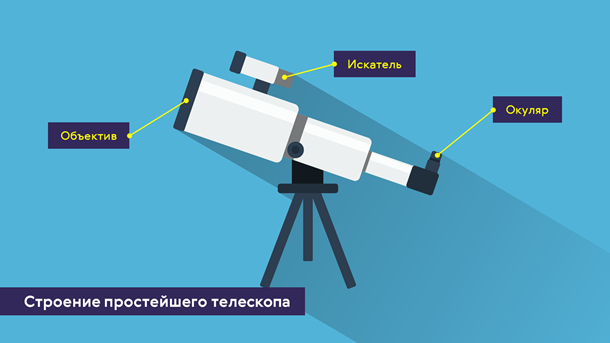 Искатель
Окуляр
Объектив
Строение простейшего телескопа